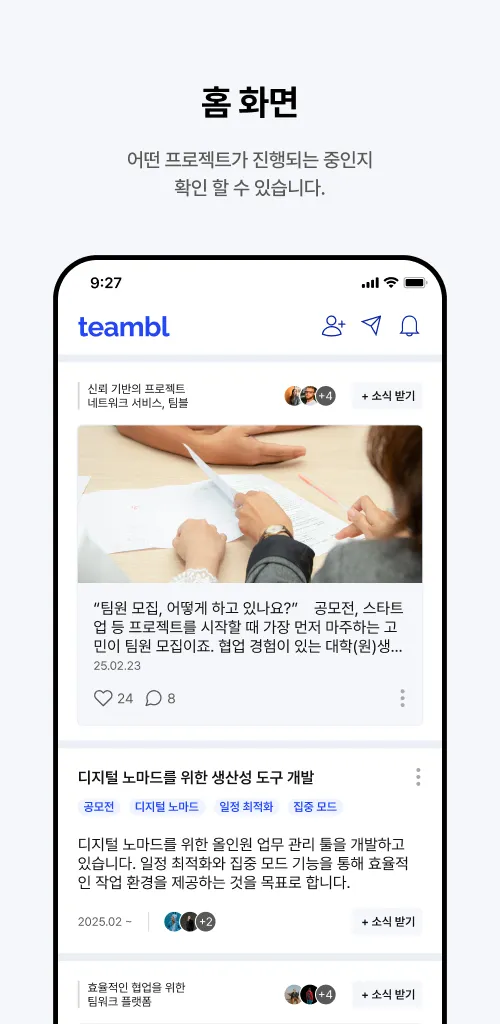 홈 화면
어떤 프로젝트가 진행되는 중인지
확인 할 수 있습니다.
9:27
teambl
신뢰 기반의 프로젝트
네트워크 서비스, 팀블
+4
+ 소식 받기
“팀원 모집, 어떻게 하고 있나요?” 공모전, 스타트
업 등 프로젝트를 시작할 때 가장 먼저 마주하는 고
민이 팀원 모집이죠. 협업 경험이 있는 대학(원)생...
25.02.23
24 8
디지털 노마드를 위한 생산성 도구 개발
공모전 디지털 노마드 일정 최적화 집중 모드
디지털 노마드를 위한 올인원 업무 관리 툴을 개발하고
있습니다. 일정 최적화와 집중 모드 기능을 통해 효율적
인 작업 환경을 제공하는 것을 목표로 합니다.
2025.02 ~
+2
+ 소식 받기
효율적인 협업을 위한
팀워크 플랫폼
+4
+ 소식 받기